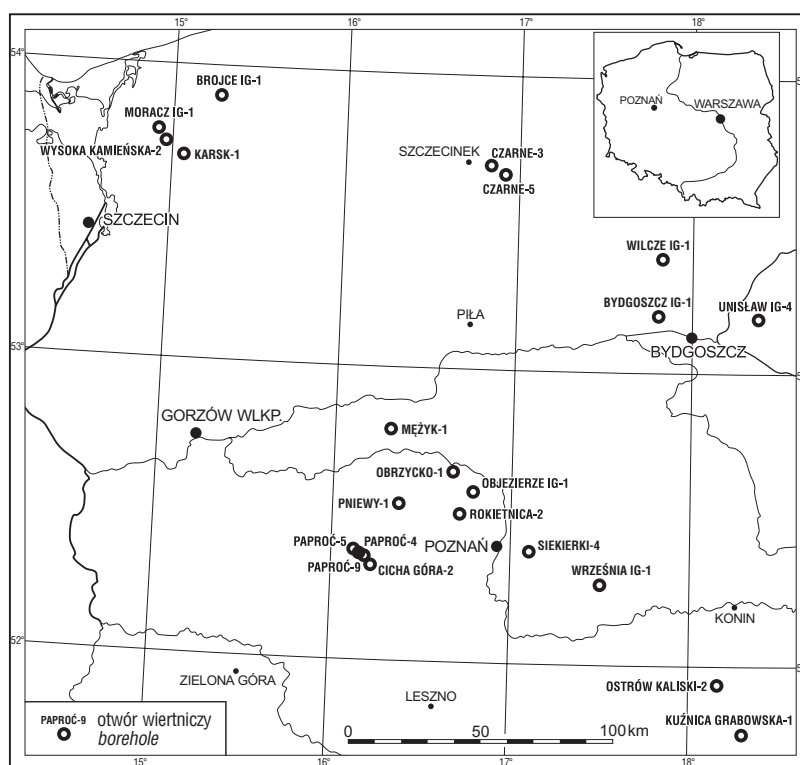 15°
16°
17°
18°
54°
BROJCE IG-1
MORACZ IG-1
WYSOKA KAMIEŃSKA-2
KARSK-1
SZCZECINEK
CZARNE-3
CZARNE-5
POZNAŃ
WARSZAWA
SZCZECIN
WILCZE IG-1
BYDGOSZCZ IG-1
UNISŁAW IG-4
PIŁA
BYDGOSZCZ
53°
5
GORZÓW WLKP.
MĘŻYK-1
OBRZYCKO-1
OBJEZIERZE IG-1
PNIEWY-1
ROKIETNICA-2
PAPROĆ-5
PAPROĆ-4
POZNAŃ
SIEKIERKI-4
PAPROĆ-9
CICHA GÓRA-2
WRZEŚNIA IG-1
KONIN
52°
5
ZIELONA GÓRA
LESZNO
OSTRÓW KALISKI-2
KUŹNICA GRABOWSKA-1
PAPROĆ-9
otwór wiertniczy
borehole
0 50 100 km
15°
16°
17°
18°